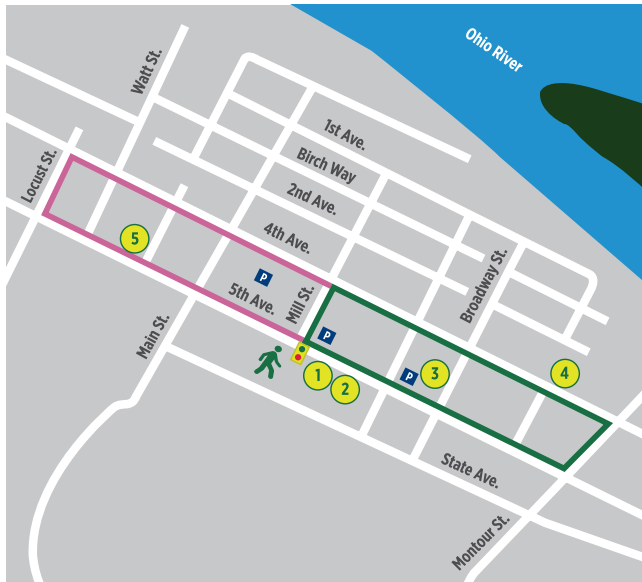 Ohio River
Watt St.
1st Ave.
Birch Way
Locust St.
2nd Ave.
4th Ave.
5
P
Broadway St.
5th Ave.
Mill St.
P
Main St.
1
2
P
3
4
State Ave.
Montour St.